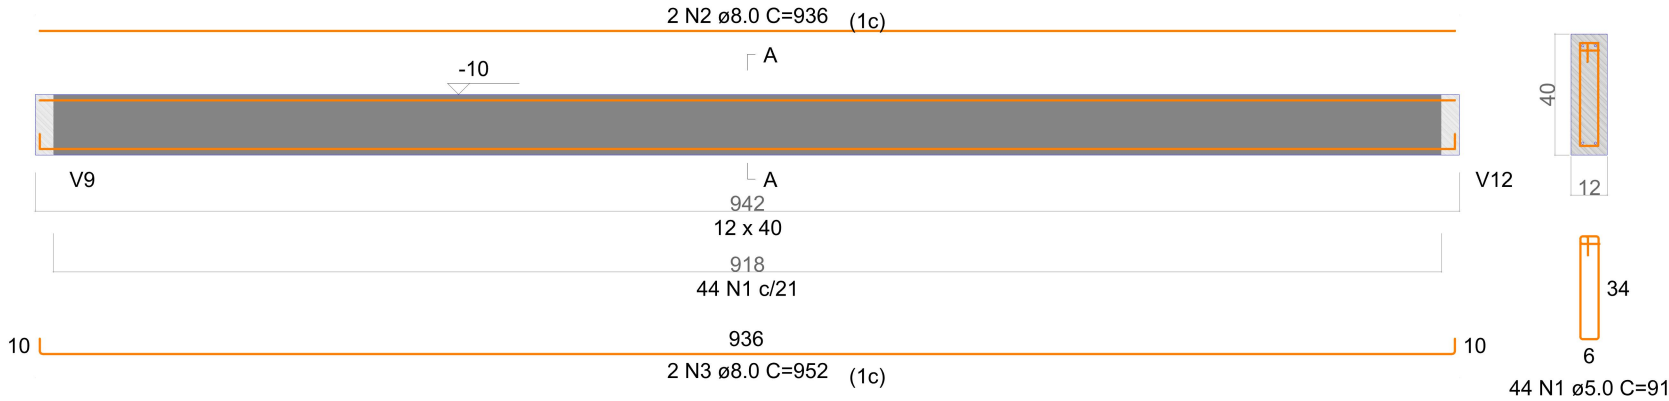 2 N2 ø8.0 C=936 (1c)
A
-10
40
V9
A
V12
12
942
12 x 40
918
44 N1 c/21
34
936
10
10
2 N3 ø8.0 C=952 (1c)
6
44 N1 ø5.0 C=91